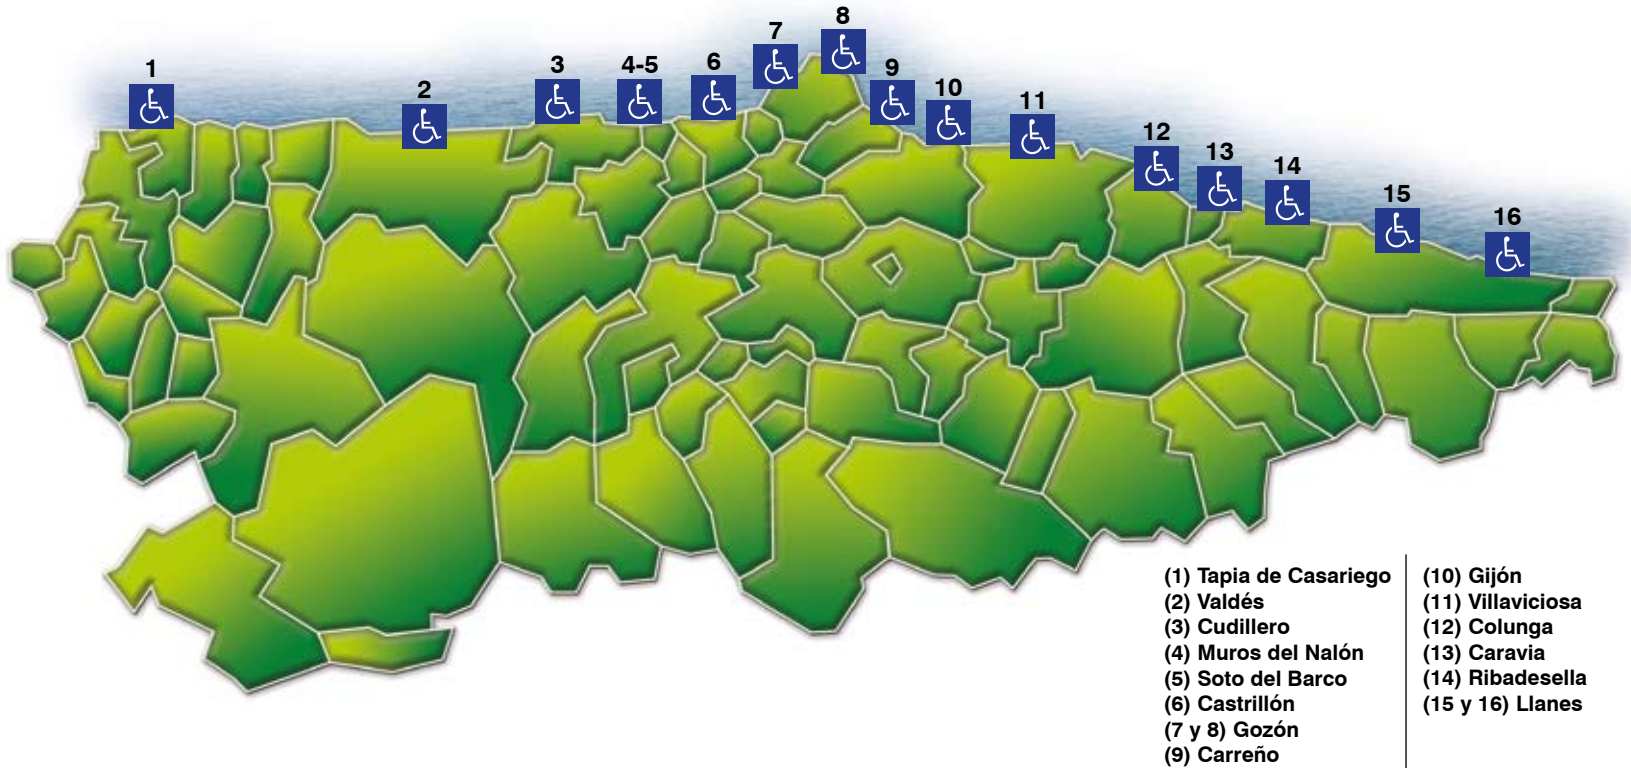 1
2
3
4-5
6
7
8
9
10
11
12
13
14
15
16
(1) Tapia de Casariego
(2) Valdés
(3) Cudillero
(4) Muros del Nalón
(5) Soto del Barco
(6) Castrillón
(7 y 8) Gozón
(9) Carreño
(10) Gijón
(11) Villaviciosa
(12) Colunga
(13) Caravia
(14) Ribadesella
(15 y 16) Llanes